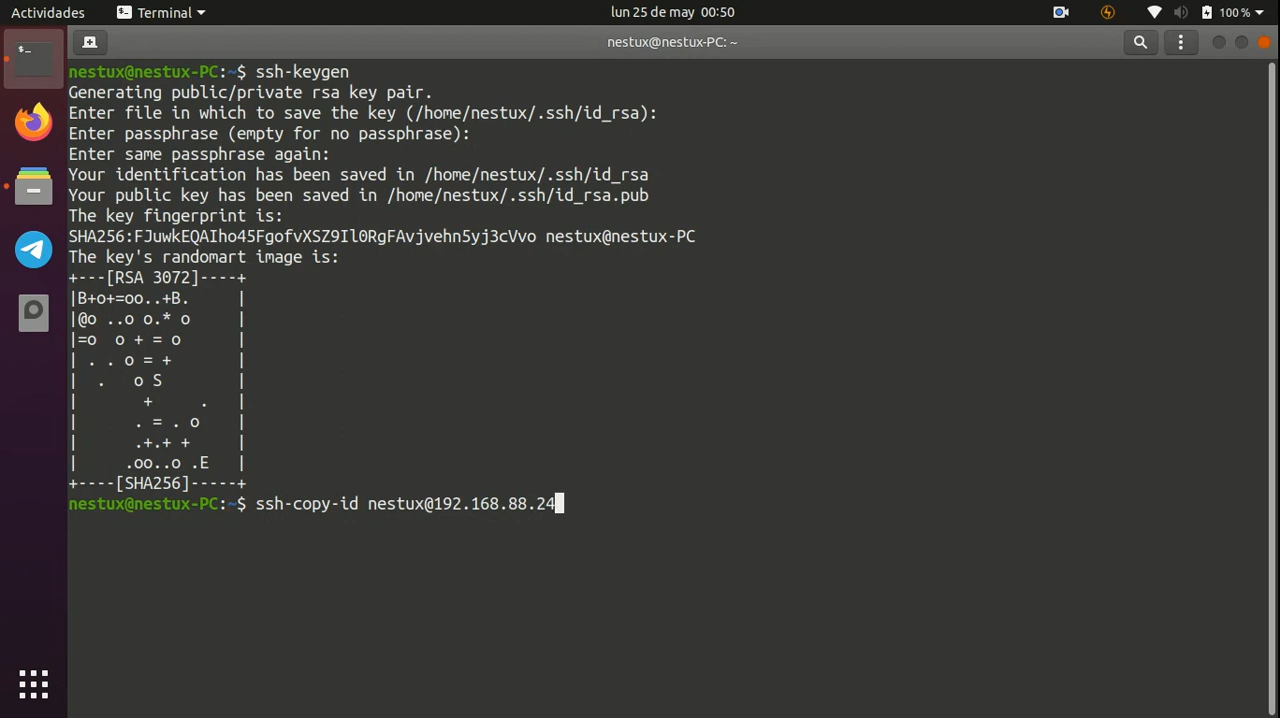 Actividades Terminal lun 25 de may 00:50 100 %
nestux@nestux-PC: ~
nestux@nestux-PC:~$ ssh-keygen
Generating public/private rsa key pair.
Enter file in which to save the key (/home/nestux/.ssh/id_rsa):
Enter passphrase (empty for no passphrase):
Enter same passphrase again:
Your identification has been saved in /home/nestux/.ssh/id_rsa
Your public key has been saved in /home/nestux/.ssh/id_rsa.pub
The key fingerprint is:
SHA256:FJuwkEQAIho45FgofvXSZ9Il0RgFAvjvehn5yj3cVvo nestux@nestux-PC
The key's randomart image is:
+---[RSA 3072]----+
|B+o+=oo..+B.     |
|@o ..o o.* o     |
|=o  o + = o      |
| . . o = +       |
|  .   o S        |
|       +     .   |
|      . = . o    |
|      .+.+ +     |
|     .oo..o .E   |
+----[SHA256]-----+
nestux@nestux-PC:~$ ssh-copy-id nestux@192.168.88.24